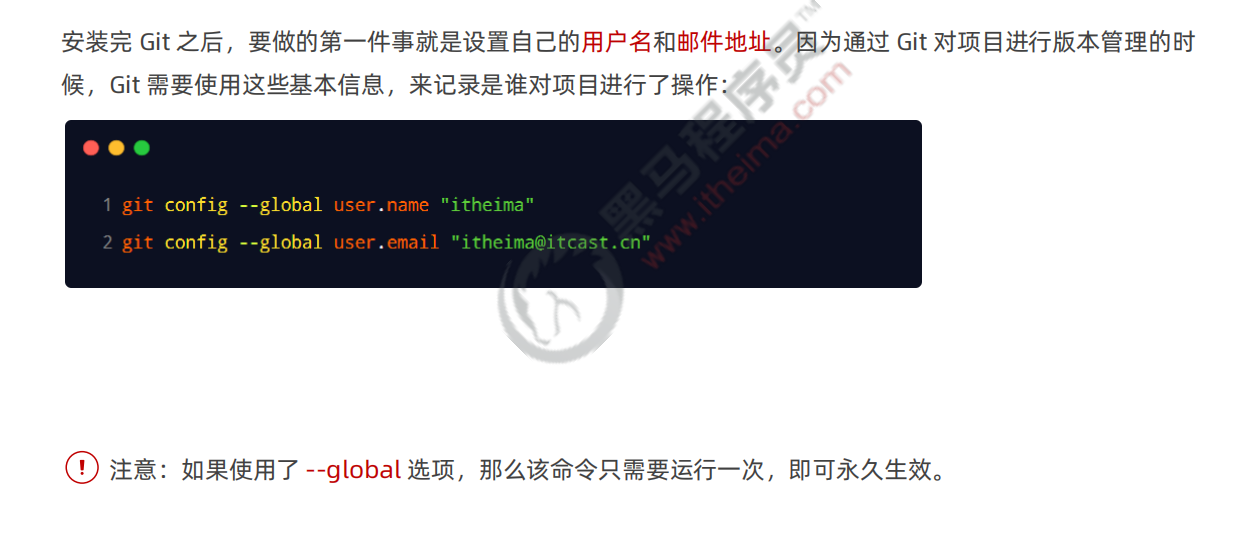 安装完 Git 之后，要做的第一件事就是设置自己的用户名和邮件地址。因为通过 Git 对项目进行版本管理的时
候，Git 需要使用这些基本信息，来记录是谁对项目进行了操作：
1 git config --global user.name "itheima"
2 git config --global user.email "itheima@itcast.cn"
黑马程序员™
www.itheima.com
注意：如果使用了 --global 选项，那么该命令只需要运行一次，即可永久生效。